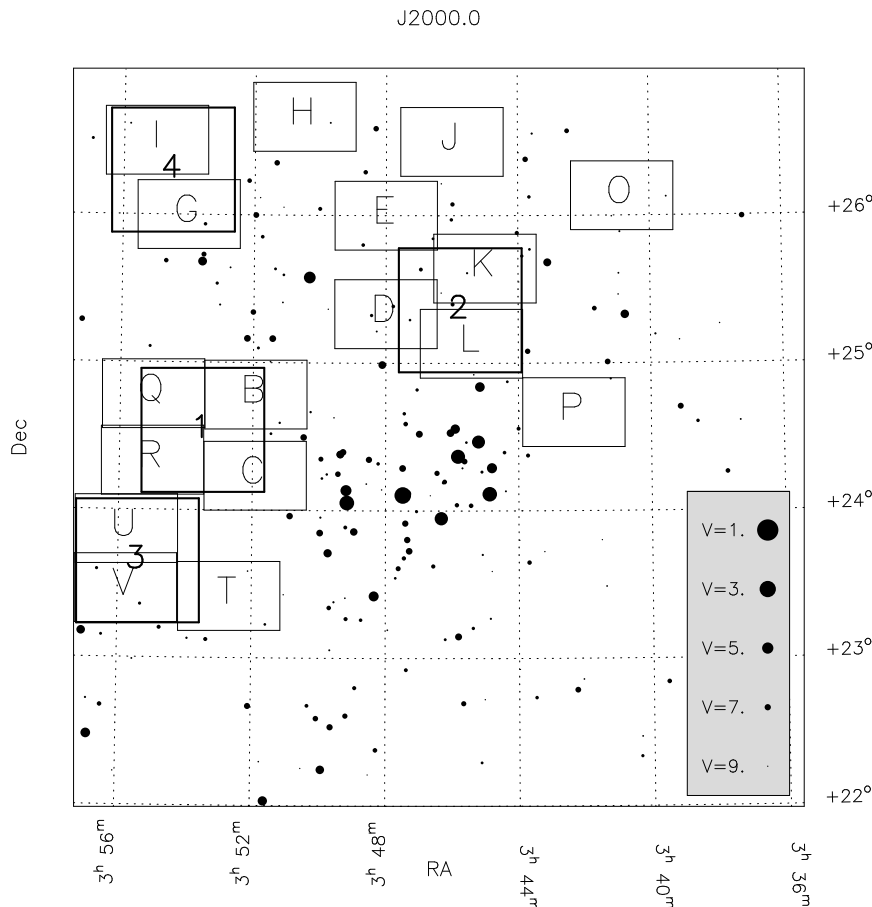 J2000.0
H
I
J
4
O
G
E
+26°
K
D
2
L
+25°
Q
B
P
1
R
C
Dec
+24°
U
3
V
T
V=1.
V=3.
V=5.
V=7.
V=9.
+23°
+22°
3h 56m
3h 52m
3h 48m
3h 44m
3h 40m
3h 36m
RA